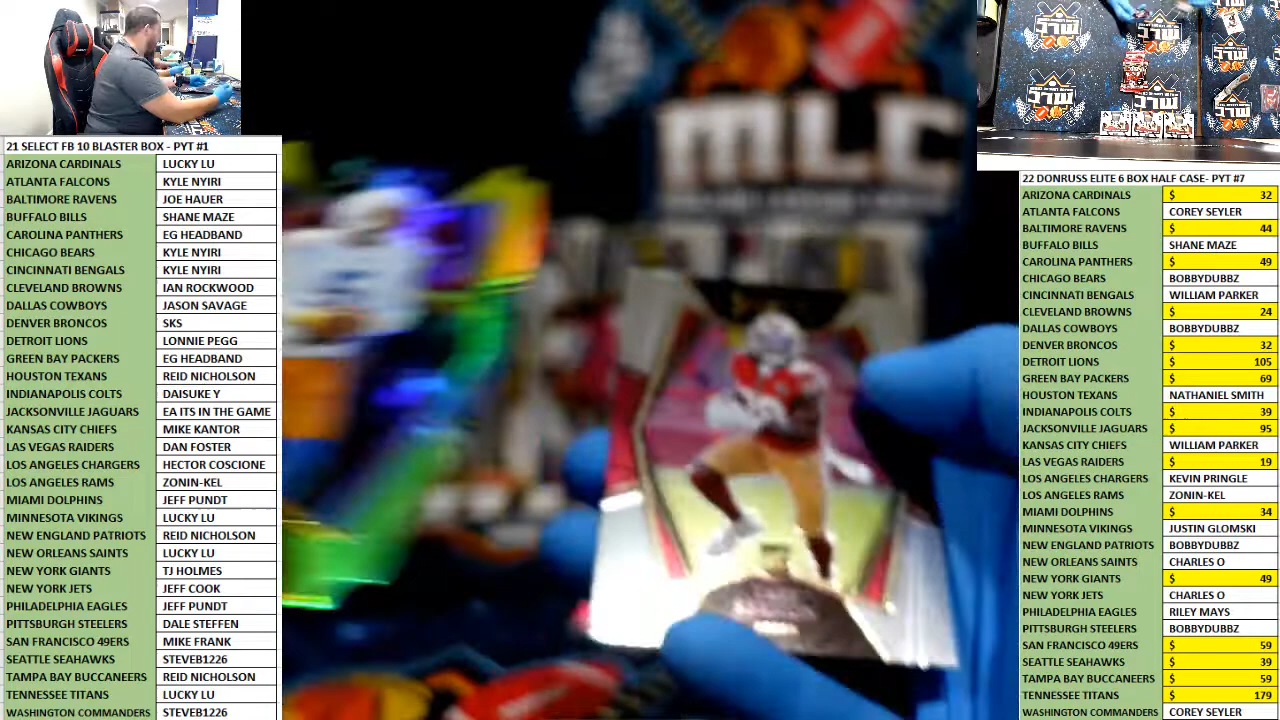 21 SELECT FB 10 BLASTER BOX - PYT #1
ARIZONA CARDINALS LUCKY LU
ATLANTA FALCONS KYLE NYIRI
BALTIMORE RAVENS JOE HAUER
BUFFALO BILLS SHANE MAZE
CAROLINA PANTHERS EG HEADBAND
CHICAGO BEARS KYLE NYIRI
CINCINNATI BENGALS KYLE NYIRI
CLEVELAND BROWNS IAN ROCKWOOD
DALLAS COWBOYS JASON SAVAGE
DENVER BRONCOS SKS
DETROIT LIONS LONNIE PEGG
GREEN BAY PACKERS EG HEADBAND
HOUSTON TEXANS REID NICHOLSON
INDIANAPOLIS COLTS DAISUKE Y
JACKSONVILLE JAGUARS EA ITS IN THE GAME
KANSAS CITY CHIEFS MIKE KANTOR
LAS VEGAS RAIDERS DAN FOSTER
LOS ANGELES CHARGERS HECTOR COSCIONE
LOS ANGELES RAMS ZONIN-KEL
MIAMI DOLPHINS JEFF PUNDT
MINNESOTA VIKINGS LUCKY LU
NEW ENGLAND PATRIOTS REID NICHOLSON
NEW ORLEANS SAINTS LUCKY LU
NEW YORK GIANTS TJ HOLMES
NEW YORK JETS JEFF COOK
PHILADELPHIA EAGLES JEFF PUNDT
PITTSBURGH STEELERS DALE STEFFEN
SAN FRANCISCO 49ERS MIKE FRANK
SEATTLE SEAHAWKS STEVEB1226
TAMPA BAY BUCCANEERS REID NICHOLSON
TENNESSEE TITANS LUCKY LU
WASHINGTON COMMANDERS STEVEB1226
22 DONRUSS ELITE 6 BOX HALF CASE- PYT #7
ARIZONA CARDINALS $ 32
ATLANTA FALCONS COREY SEYLER
BALTIMORE RAVENS $ 44
BUFFALO BILLS SHANE MAZE
CAROLINA PANTHERS $ 49
CHICAGO BEARS BOBBYDUBBZ
CINCINNATI BENGALS WILLIAM PARKER
CLEVELAND BROWNS $ 24
DALLAS COWBOYS BOBBYDUBBZ
DENVER BRONCOS $ 32
DETROIT LIONS $ 105
GREEN BAY PACKERS $ 69
HOUSTON TEXANS NATHANIEL SMITH
INDIANAPOLIS COLTS $ 39
JACKSONVILLE JAGUARS $ 95
KANSAS CITY CHIEFS WILLIAM PARKER
LAS VEGAS RAIDERS $ 19
LOS ANGELES CHARGERS KEVIN PRINGLE
LOS ANGELES RAMS ZONIN-KEL
MIAMI DOLPHINS $ 34
MINNESOTA VIKINGS JUSTIN GLOMSKI
NEW ENGLAND PATRIOTS BOBBYDUBBZ
NEW ORLEANS SAINTS CHARLES O
NEW YORK GIANTS $ 49
NEW YORK JETS CHARLES O
PHILADELPHIA EAGLES RILEY MAYS
PITTSBURGH STEELERS BOBBYDUBBZ
SAN FRANCISCO 49ERS $ 59
SEATTLE SEAHAWKS $ 39
TAMPA BAY BUCCANEERS $ 59
TENNESSEE TITANS $ 179
WASHINGTON COMMANDERS COREY SEYLER